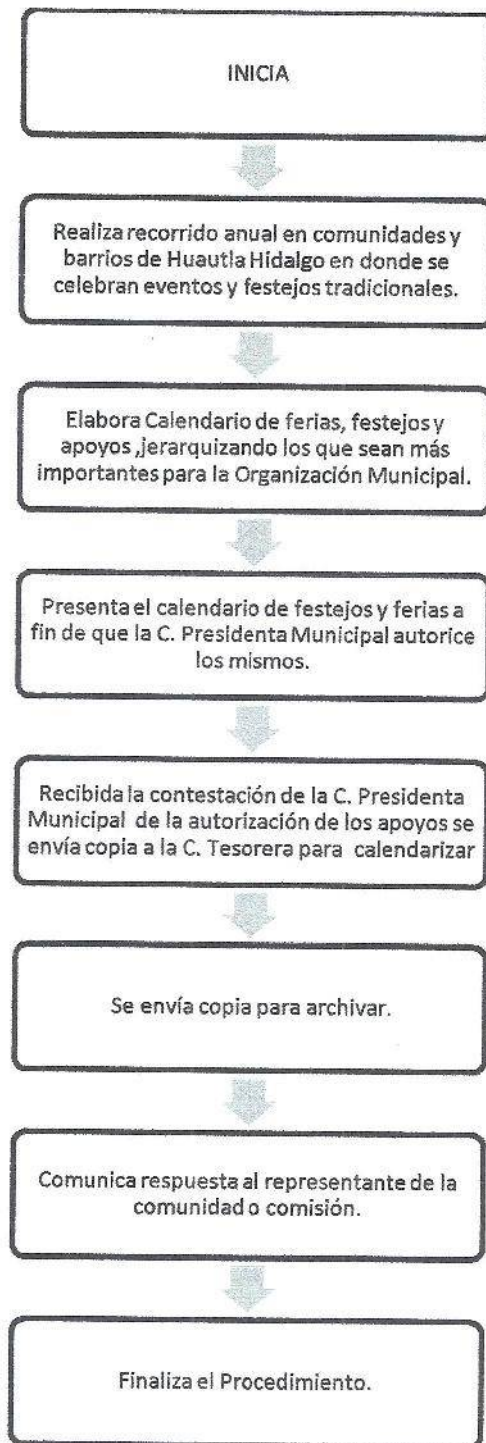 INICIA
Realiza recorrido anual en comunidades y
barrios de Huautla Hidalgo en donde se
celebran eventos y festejos tradicionales.
Elabora Calendario de ferias, festejos y
apoyos ,jerarquizando los que sean más
importantes para la Organización Municipal.
Presenta el calendario de festejos y ferias a
fin de que la C. Presidenta Municipal autorice
los mismos.
Recibida la contestación de la C. Presidenta
Municipal de la autorización de los apoyos se
envía copia a la C. Tesorera para calendarizar
Se envía copia para archivar.
Comunica respuesta al representante de la
comunidad o comisión.
Finaliza el Procedimiento.